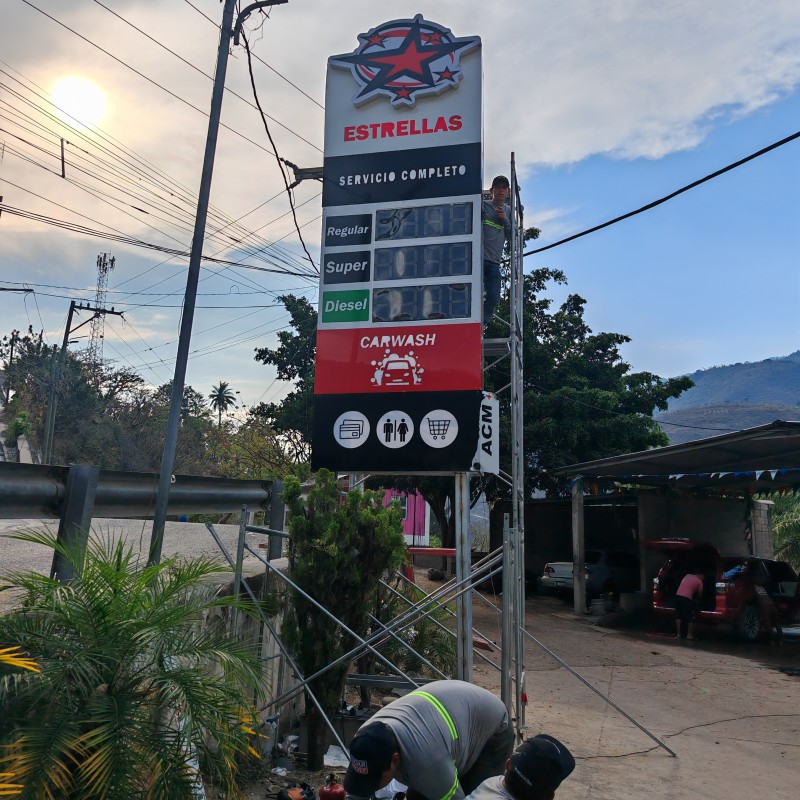 ESTRELLAS
SERVICIO COMPLETO
Regular
Super
Diesel
CARWASH
ACM